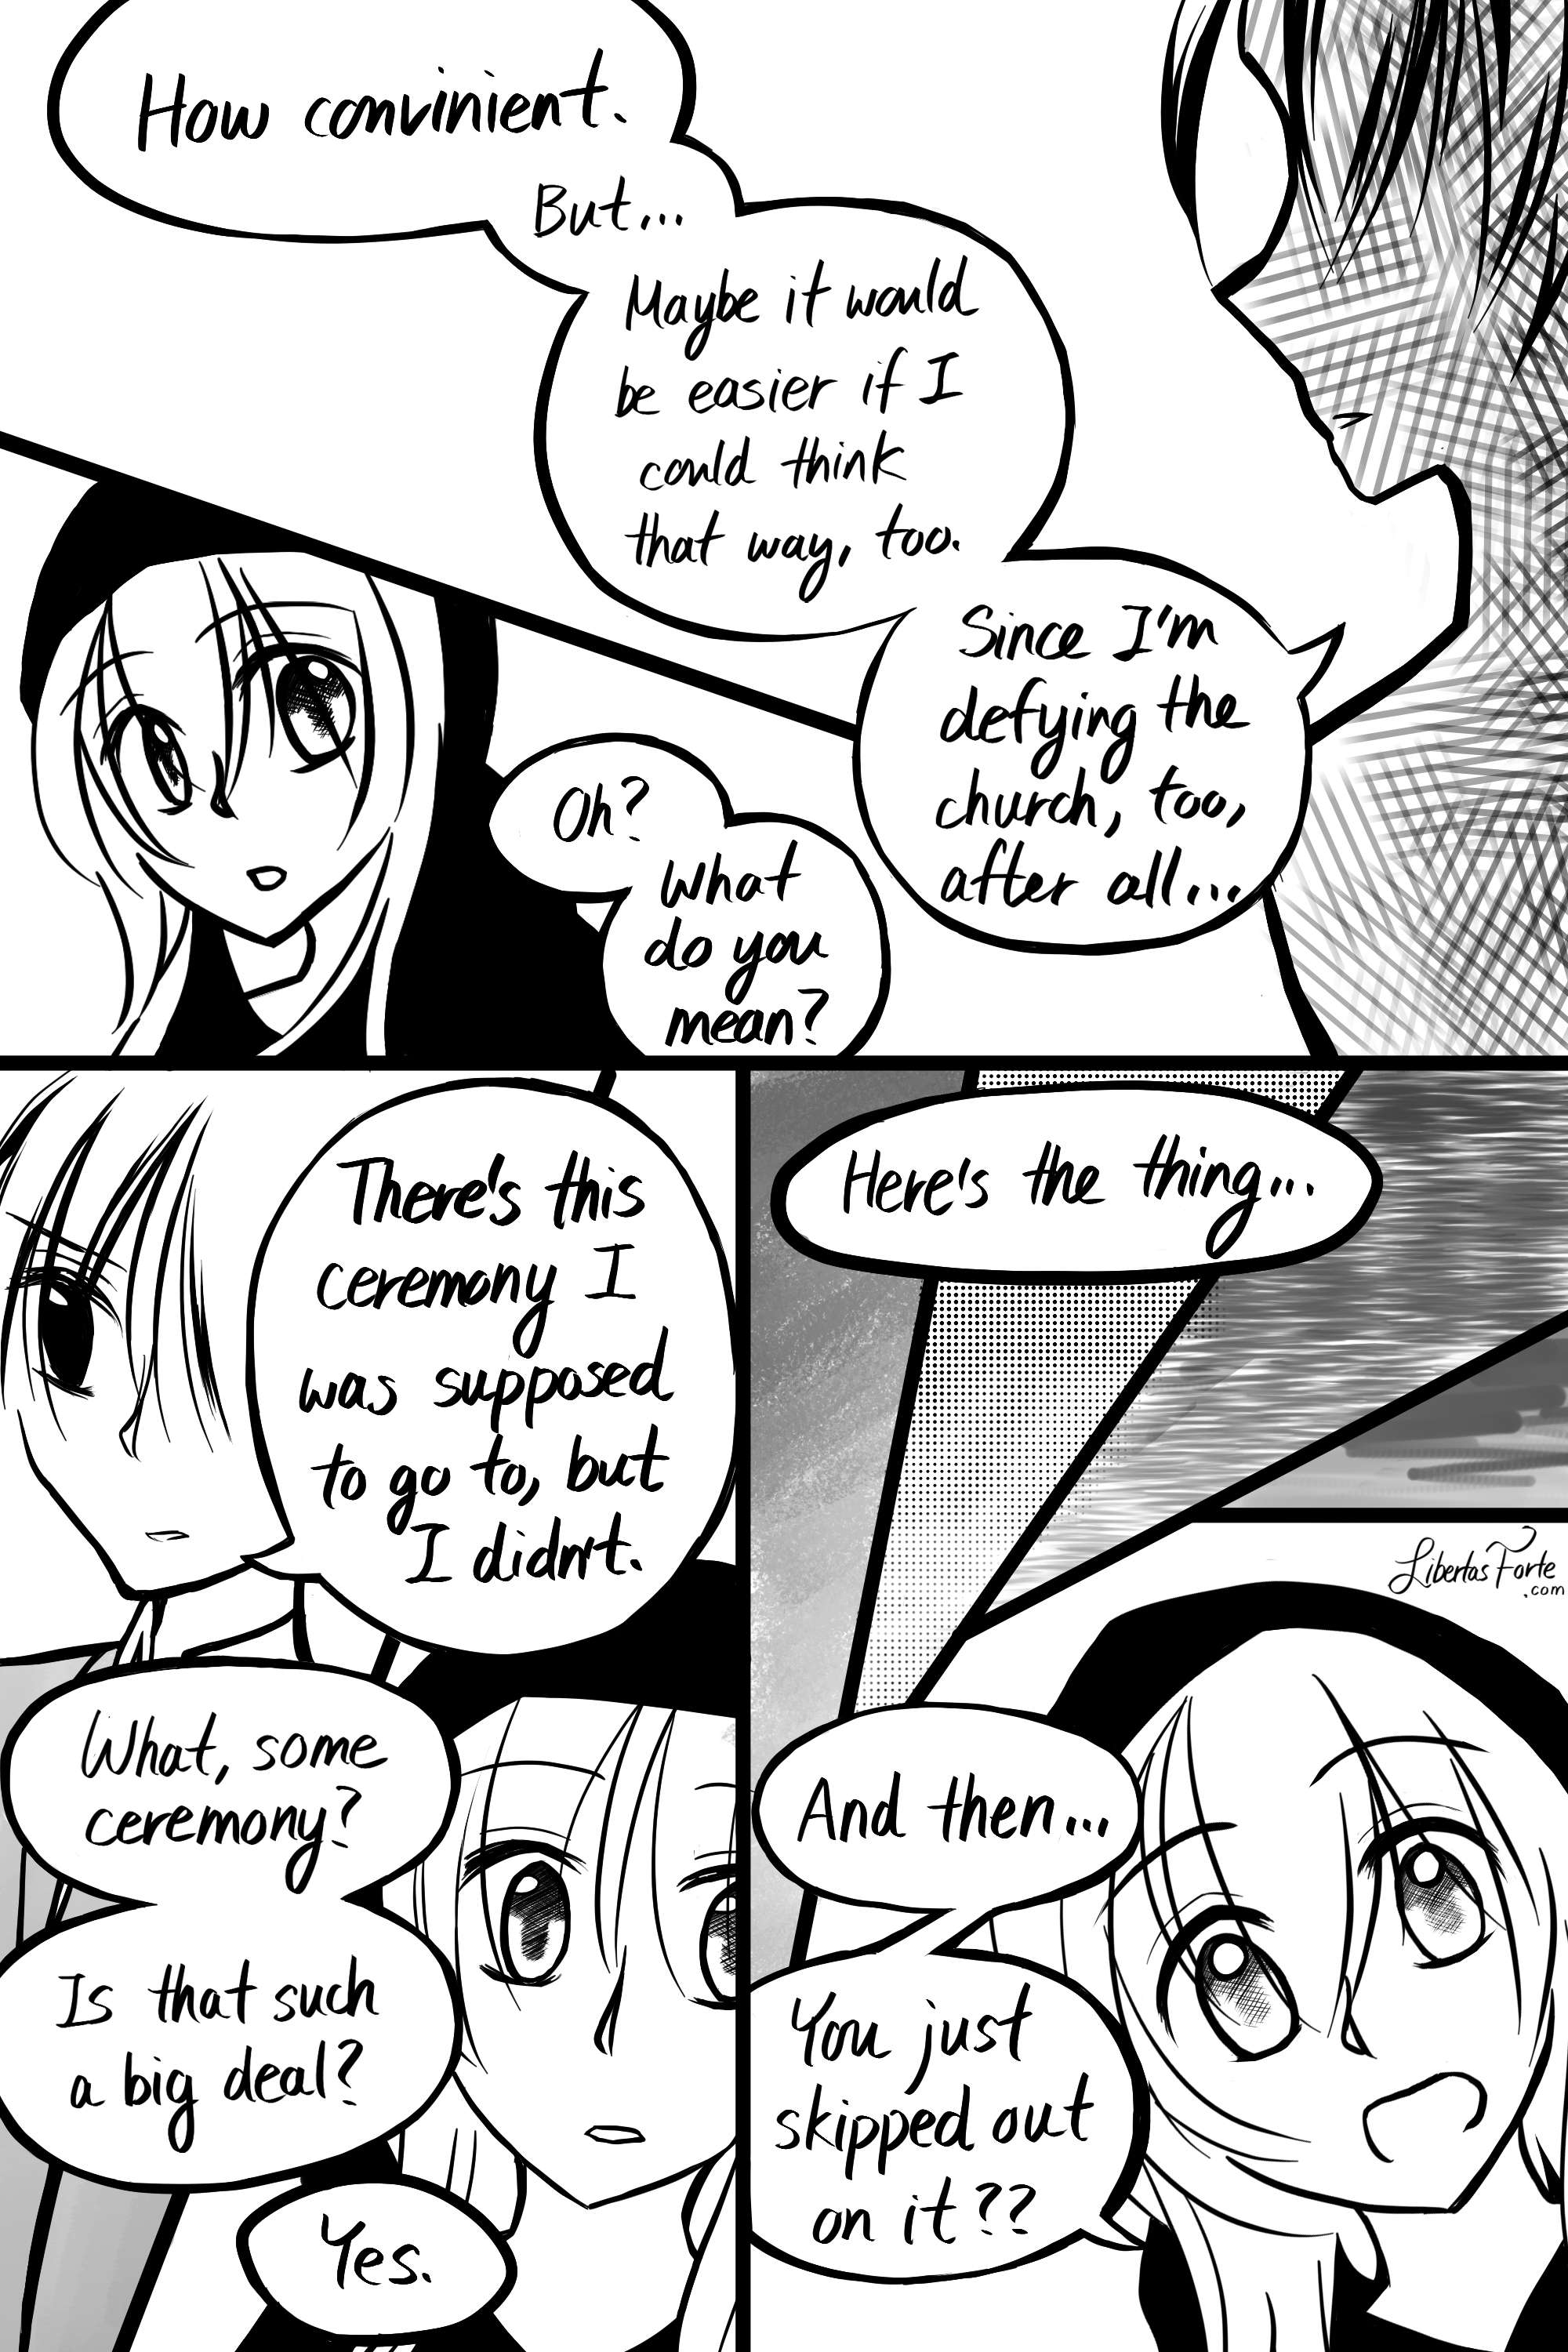 How convinient.
But...
Maybe it would
be easier if I
could think
that way, too.
Since I'm
defying the
church, too,
after all...
Oh?
What
do you
mean?
There's this
ceremony I
was supposed
to go to, but
I didn't.
What, some
ceremony?
Is that such
a big deal?
Yes.
Here's the thing...
And then...
You just
skipped out
on it??
Libertas Forte
.com